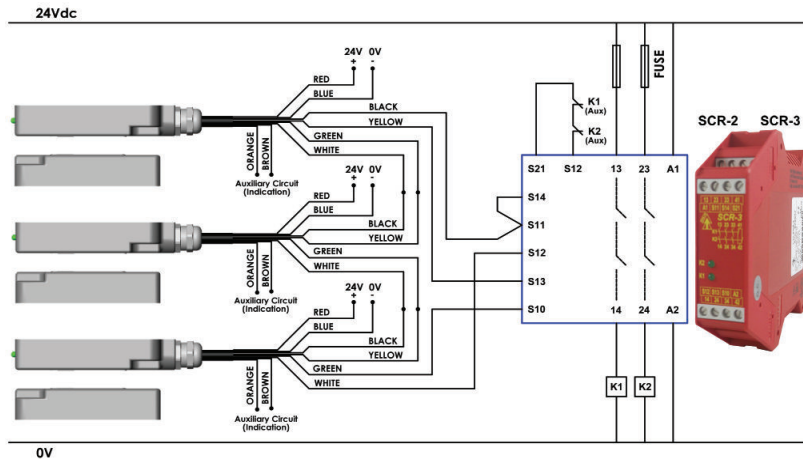 24Vdc
24V 0V
+ -
RED
BLUE
BLACK
YELLOW
GREEN
WHITE
ORANGE
BROWN
Auxiliary Circuit
(Indication)
24V 0V
+ -
RED
BLUE
BLACK
YELLOW
GREEN
WHITE
ORANGE
BROWN
Auxiliary Circuit
(Indication)
24V 0V
+ -
RED
BLUE
BLACK
YELLOW
GREEN
WHITE
ORANGE
BROWN
Auxiliary Circuit
(Indication)
K1
(Aux)
K2
(Aux)
FUSE
S21 S12 13 23 A1
S14
S11
S12
S13
S10
14 24 A2
K1 K2
SCR-2 SCR-3
SCR-3
0V